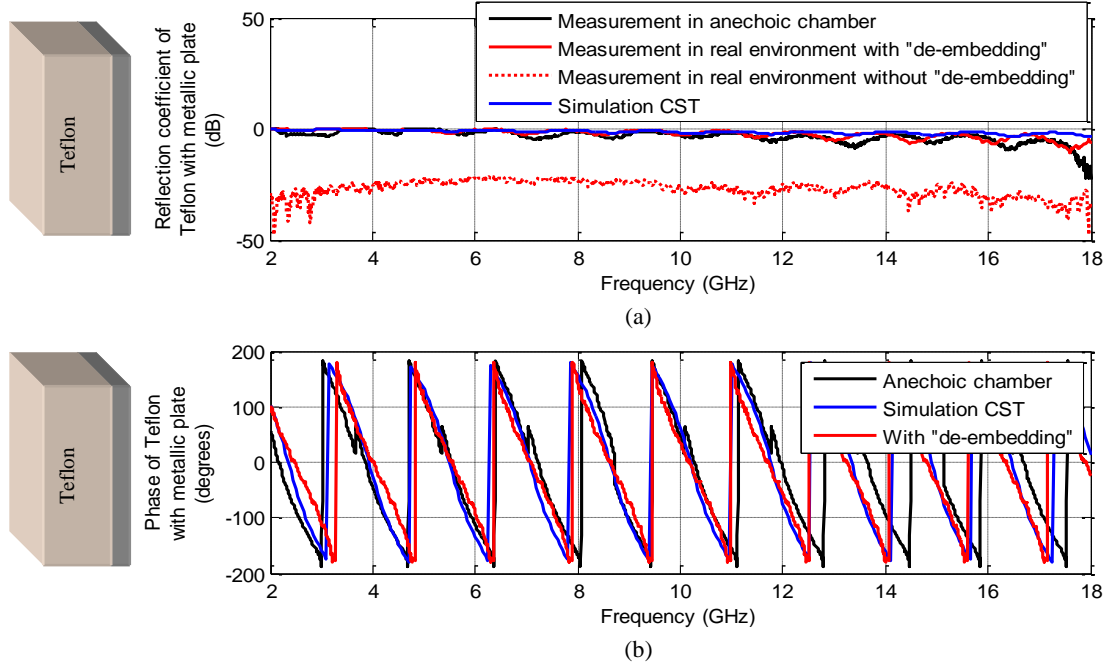 Teflon
Reflection coefficient of
Teflon with metallic plate
(dB)
50
0
-50
Measurement in anechoic chamber
Measurement in real environment with "de-embedding"
Measurement in real environment without "de-embedding"
Simulation CST
2 4 6 8 10 12 14 16 18
Frequency (GHz)
(a)
Teflon
Phase of Teflon
with metallic plate
(degrees)
200
100
0
-100
-200
Anechoic chamber
Simulation CST
With "de-embedding"
2 4 6 8 10 12 14 16 18
Frequency (GHz)
(b)